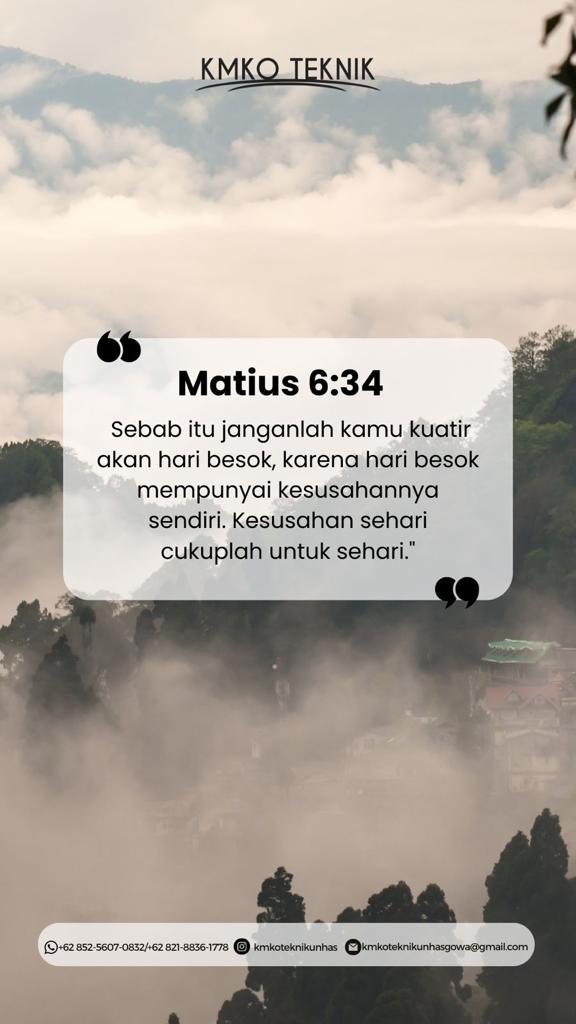 KMKO TEKNIK
Matius 6:34
Sebab itu janganlah kamu kuatir
akan hari besok, karena hari besok
mempunyai kesusahannya
sendiri. Kesusahan sehari
cukuplah untuk sehari."
+62 852-5607-0832/+62 821-8836-1778 kmkoteknikunhas kmkoteknikunhasgowa@gmail.com